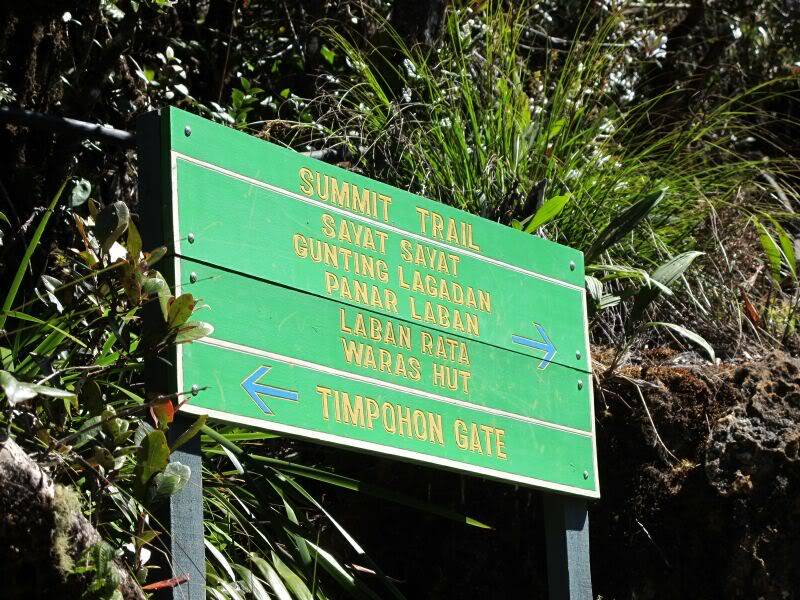 SUMMIT TRAIL
SAYAT SAYAT
GUNTING LAGADAN
PANAR LABAN
LABAN RATA
WARAS HUT
TIMPOHON GATE